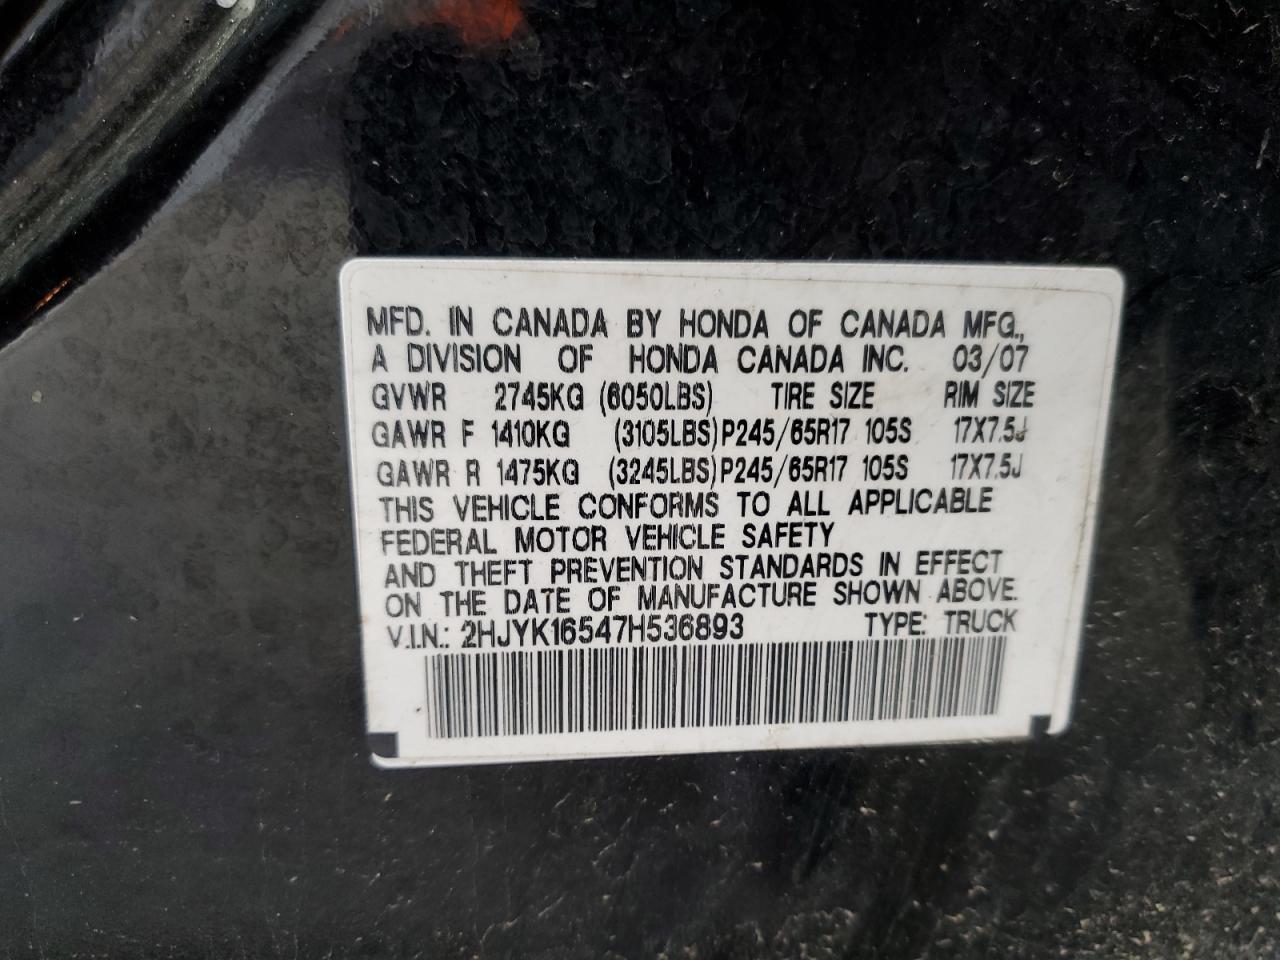 MFD. IN CANADA BY HONDA OF CANADA MFG.,
A DIVISION OF HONDA CANADA INC. 03/07
GVWR 2745KG (6050LBS) TIRE SIZE RIM SIZE
GAWR F 1410KG (3105LBS) P245/65R17 105S 17X7.5J
GAWR R 1475KG (3245LBS) P245/65R17 105S 17X7.5J
THIS VEHICLE CONFORMS TO ALL APPLICABLE
FEDERAL MOTOR VEHICLE SAFETY
AND THEFT PREVENTION STANDARDS IN EFFECT
ON THE DATE OF MANUFACTURE SHOWN ABOVE.
V.I.N.: 2HJYK16547H536893 TYPE: TRUCK